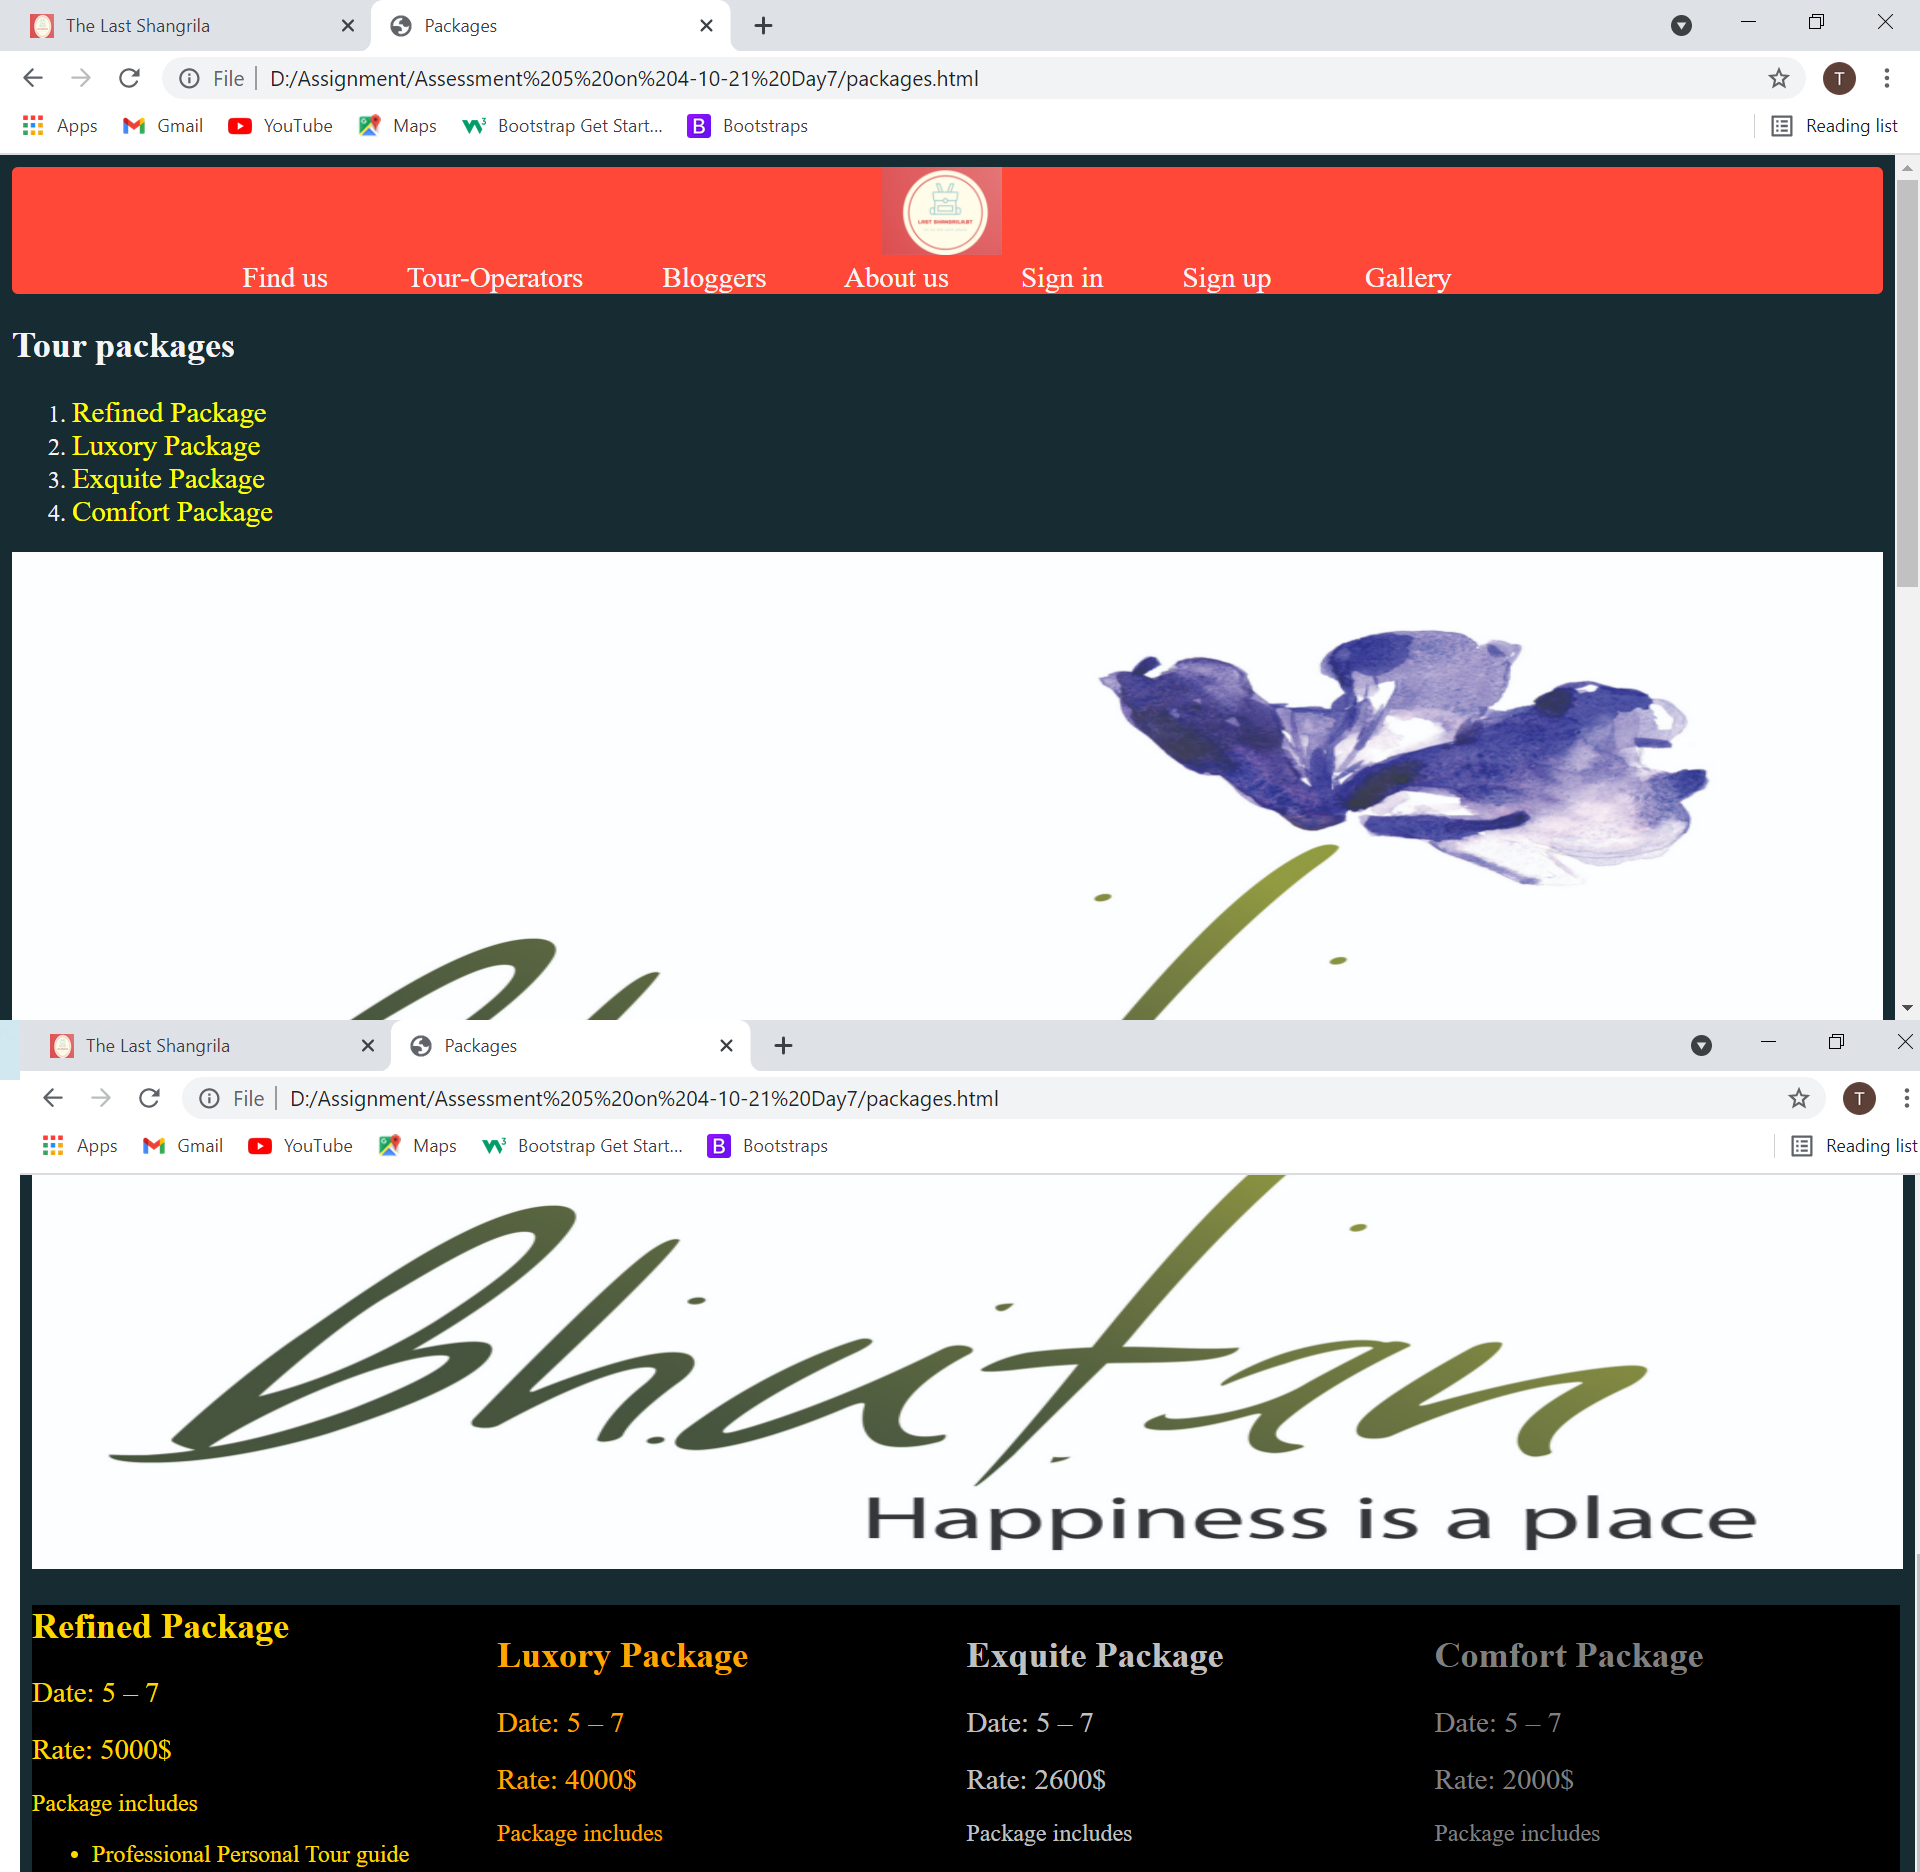 The Last Shangrila
Packages
File
D:/Assignment/Assessment%205%20on%204-10-21%20Day7/packages.html
T
Apps
Gmail
YouTube
Maps
Bootstrap Get Start...
B Bootstraps
Reading list
Find us
Tour-Operators
Bloggers
About us
Sign in
Sign up
Gallery
Tour packages
1. Refined Package
2. Luxory Package
3. Exquite Package
4. Comfort Package
The Last Shangrila
Packages
File
D:/Assignment/Assessment%205%20on%204-10-21%20Day7/packages.html
T
Apps
Gmail
YouTube
Maps
Bootstrap Get Start...
B Bootstraps
Reading list
Bhutan
Happiness is a place
Refined Package
Date: 5 – 7
Rate: 5000$
Package includes
• Professional Personal Tour guide
Luxory Package
Date: 5 – 7
Rate: 4000$
Package includes
Exquite Package
Date: 5 – 7
Rate: 2600$
Package includes
Comfort Package
Date: 5 – 7
Rate: 2000$
Package includes